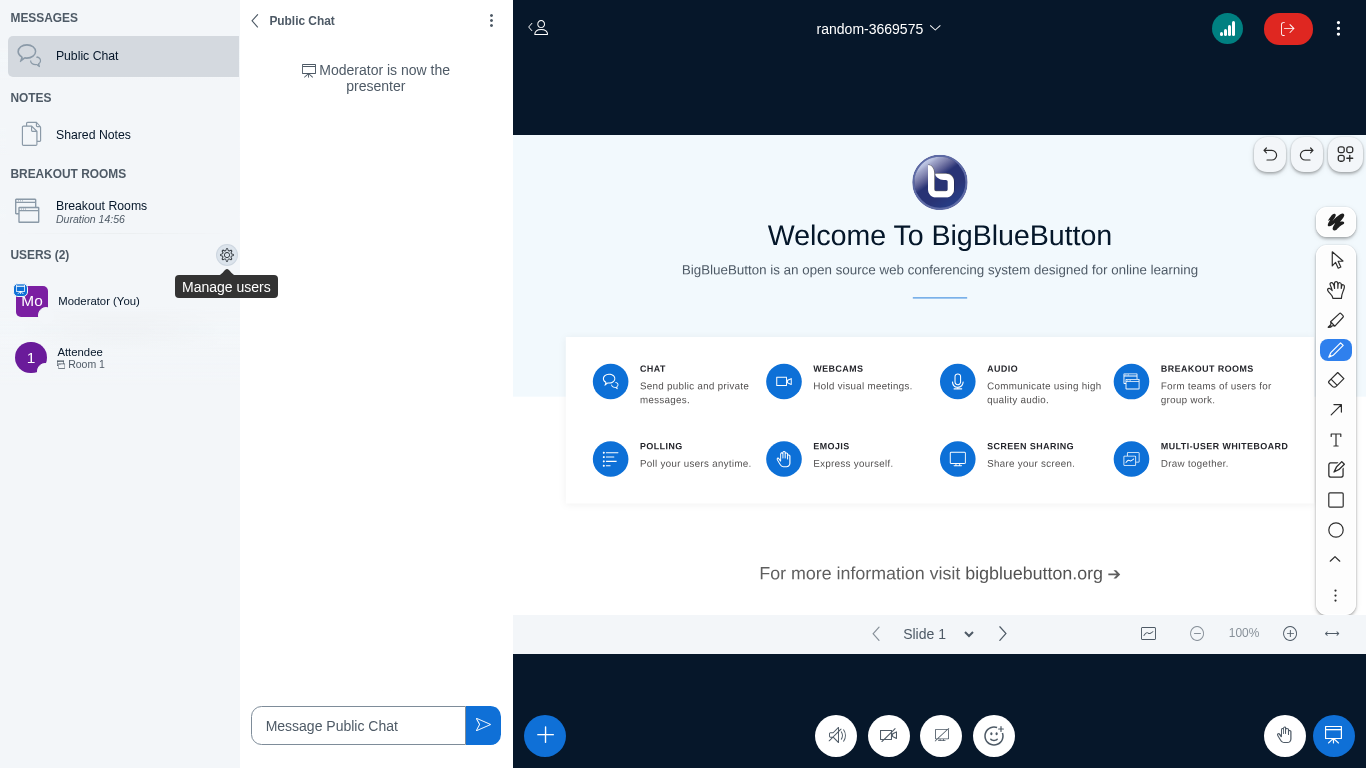 MESSAGES
Public Chat
NOTES
Shared Notes
BREAKOUT ROOMS
Breakout Rooms
Duration 14:56
USERS (2)
Manage users
Mo
Moderator (You)
1
Attendee
Room 1
Public Chat
Moderator is now the
presenter
Message Public Chat
random-3669575
Welcome To BigBlueButton
BigBlueButton is an open source web conferencing system designed for online learning
CHAT
Send public and private
messages.
WEBCAMS
Hold visual meetings.
AUDIO
Communicate using high
quality audio.
BREAKOUT ROOMS
Form teams of users for
group work.
POLLING
Poll your users anytime.
EMOJIS
Express yourself.
SCREEN SHARING
Share your screen.
MULTI-USER WHITEBOARD
Draw together.
For more information visit bigbluebutton.org ➔
Slide 1
100%